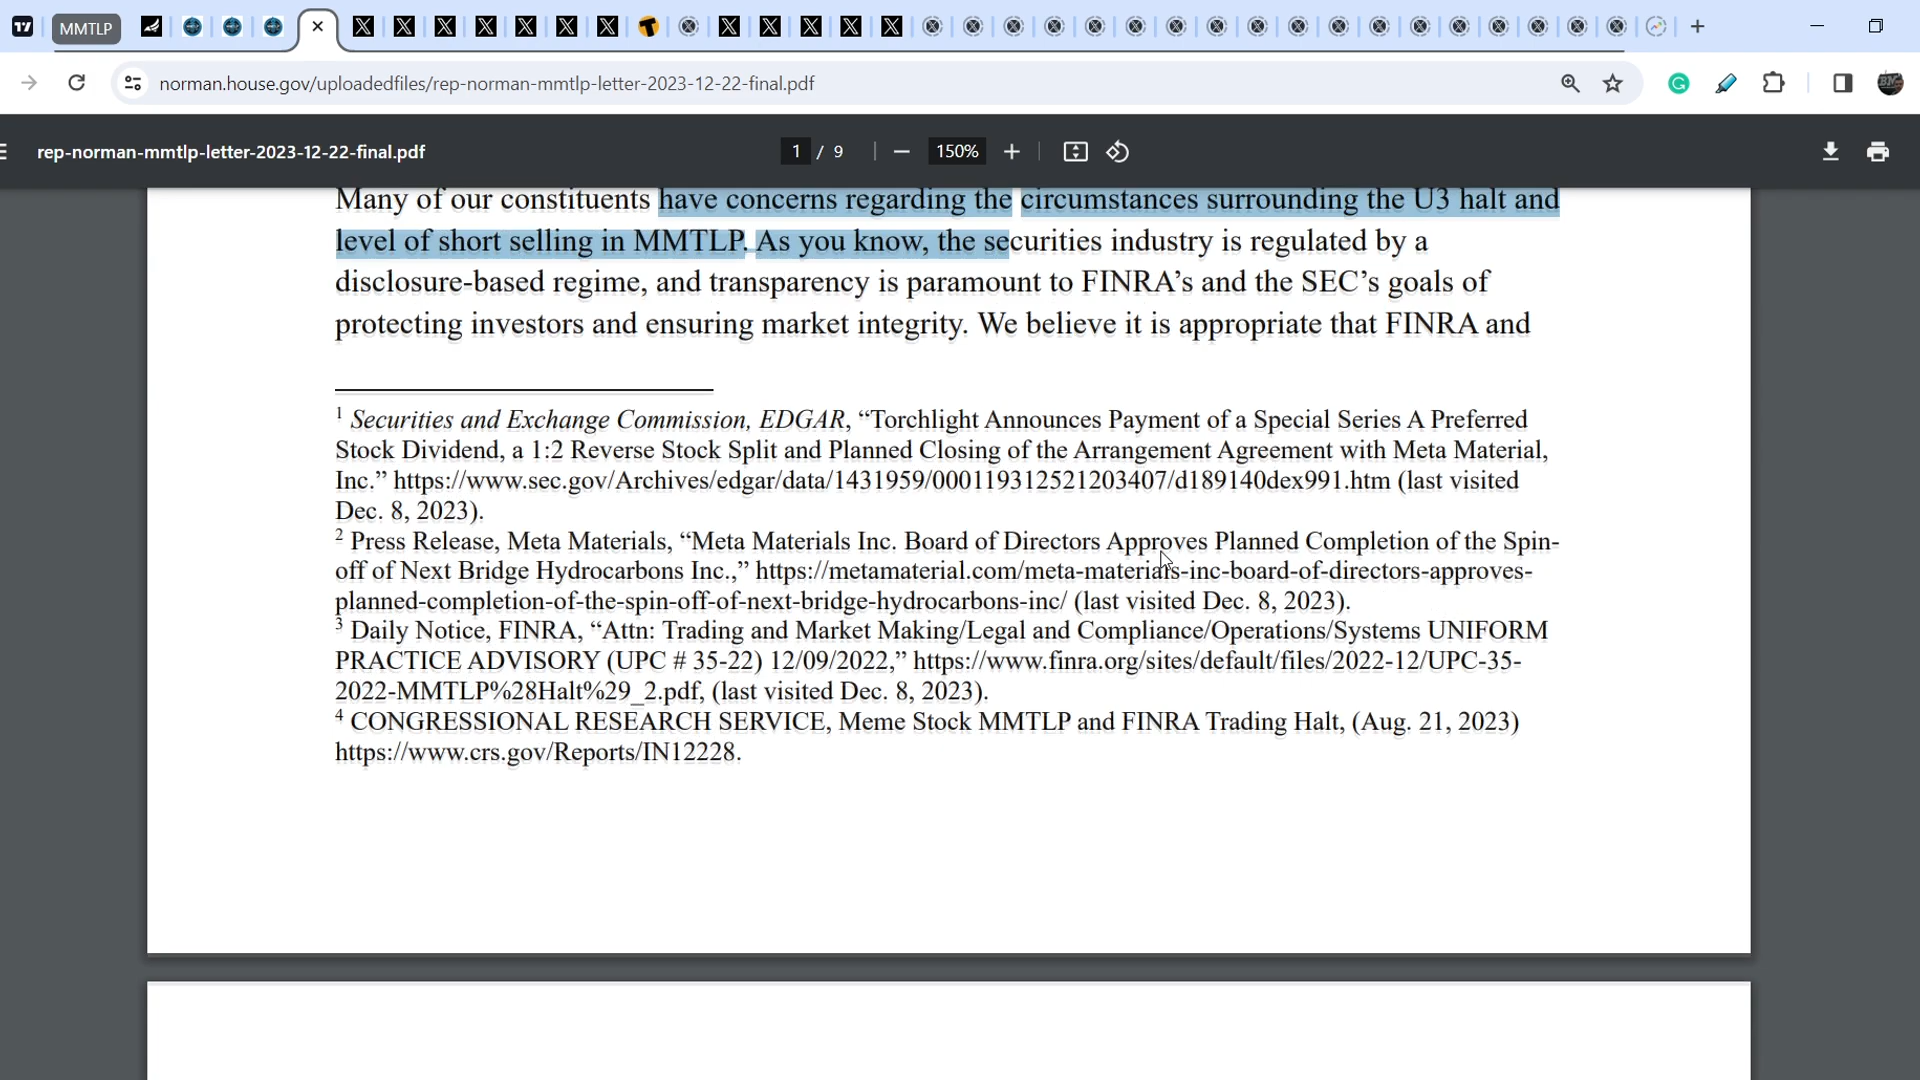 MMTLP
norman.house.gov/uploadedfiles/rep-norman-mmtlp-letter-2023-12-22-final.pdf
rep-norman-mmtlp-letter-2023-12-22-final.pdf
1 / 9
150%
Many of our constituents have concerns regarding the circumstances surrounding the U3 halt and
level of short selling in MMTLP. As you know, the securities industry is regulated by a
disclosure-based regime, and transparency is paramount to FINRA’s and the SEC’s goals of
protecting investors and ensuring market integrity. We believe it is appropriate that FINRA and
1 Securities and Exchange Commission, EDGAR, “Torchlight Announces Payment of a Special Series A Preferred
Stock Dividend, a 1:2 Reverse Stock Split and Planned Closing of the Arrangement Agreement with Meta Material,
Inc.” https://www.sec.gov/Archives/edgar/data/1431959/000119312521203407/d189140dex991.htm (last visited
Dec. 8, 2023).
2 Press Release, Meta Materials, “Meta Materials Inc. Board of Directors Approves Planned Completion of the Spin-
off of Next Bridge Hydrocarbons Inc.,” https://metamaterial.com/meta-materials-inc-board-of-directors-approves-
planned-completion-of-the-spin-off-of-next-bridge-hydrocarbons-inc/ (last visited Dec. 8, 2023).
3 Daily Notice, FINRA, “Attn: Trading and Market Making/Legal and Compliance/Operations/Systems UNIFORM
PRACTICE ADVISORY (UPC # 35-22) 12/09/2022,” https://www.finra.org/sites/default/files/2022-12/UPC-35-
2022-MMTLP%28Halt%29_2.pdf, (last visited Dec. 8, 2023).
4 CONGRESSIONAL RESEARCH SERVICE, Meme Stock MMTLP and FINRA Trading Halt, (Aug. 21, 2023)
https://www.crs.gov/Reports/IN12228.